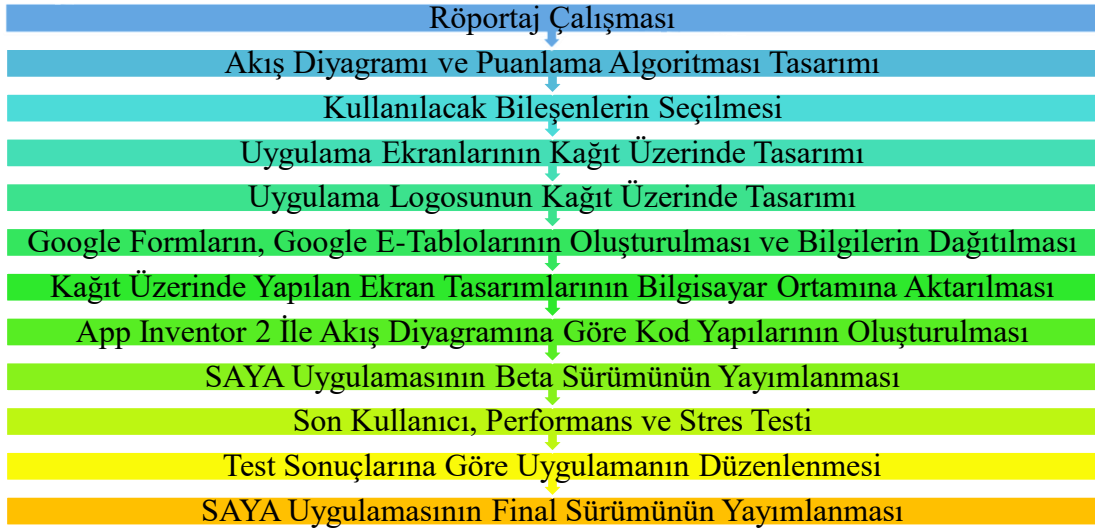 Röportaj Çalışması
Akış Diyagramı ve Puanlama Algoritması Tasarımı
Kullanılacak Bileşenlerin Seçilmesi
Uygulama Ekranlarının Kağıt Üzerinde Tasarımı
Uygulama Logosunun Kağıt Üzerinde Tasarımı
Google Formların, Google E-Tablolarının Oluşturulması ve Bilgilerin Dağıtılması
Kağıt Üzerinde Yapılan Ekran Tasarımlarının Bilgisayar Ortamına Aktarılması
App Inventor 2 İle Akış Diyagramına Göre Kod Yapılarının Oluşturulması
SAYA Uygulamasının Beta Sürümünün Yayımlanması
Son Kullanıcı, Performans ve Stres Testi
Test Sonuçlarına Göre Uygulamanın Düzenlenmesi
SAYA Uygulamasının Final Sürümünün Yayımlanması